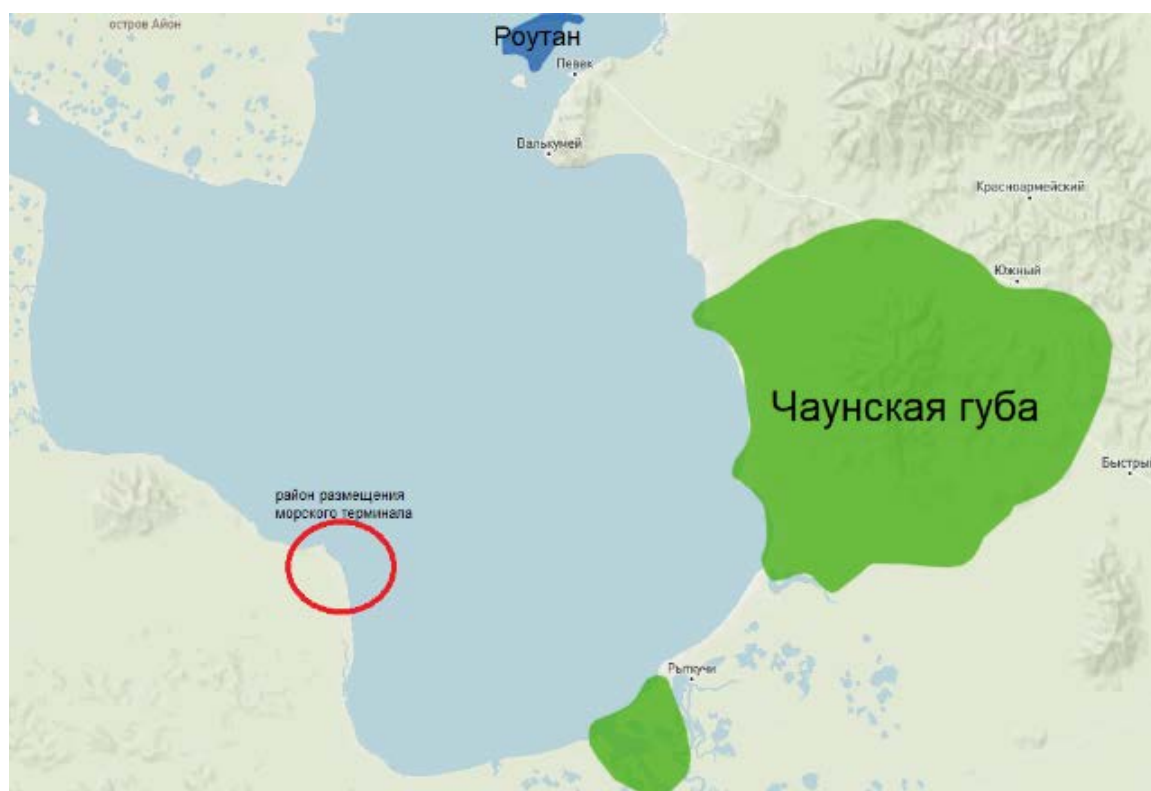 остров Айон
Роутан
Певек
Валькумей
Красноармейский
Южный
Чаунская губа
Быстрый
район размещения
морского терминала
Рыткучи